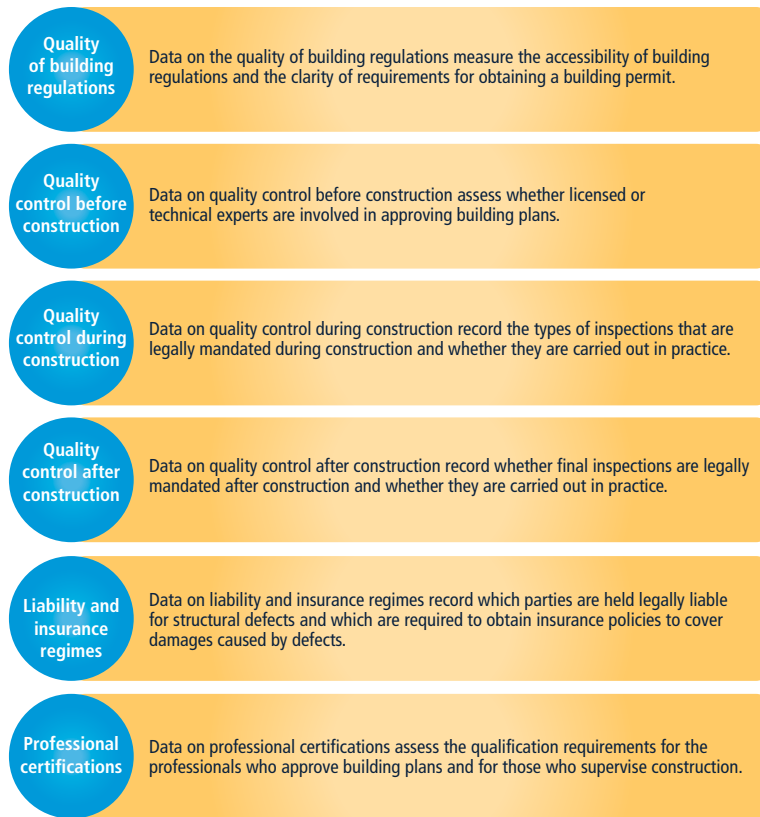 Quality
of building
regulations
Data on the quality of building regulations measure the accessibility of building
regulations and the clarity of requirements for obtaining a building permit.
Quality
control before
construction
Data on quality control before construction assess whether licensed or
technical experts are involved in approving building plans.
Quality
control during
construction
Data on quality control during construction record the types of inspections that are
legally mandated during construction and whether they are carried out in practice.
Quality
control after
construction
Data on quality control after construction record whether final inspections are legally
mandated after construction and whether they are carried out in practice.
Liability and
insurance
regimes
Data on liability and insurance regimes record which parties are held legally liable
for structural defects and which are required to obtain insurance policies to cover
damages caused by defects.
Professional
certifications
Data on professional certifications assess the qualification requirements for the
professionals who approve building plans and for those who supervise construction.